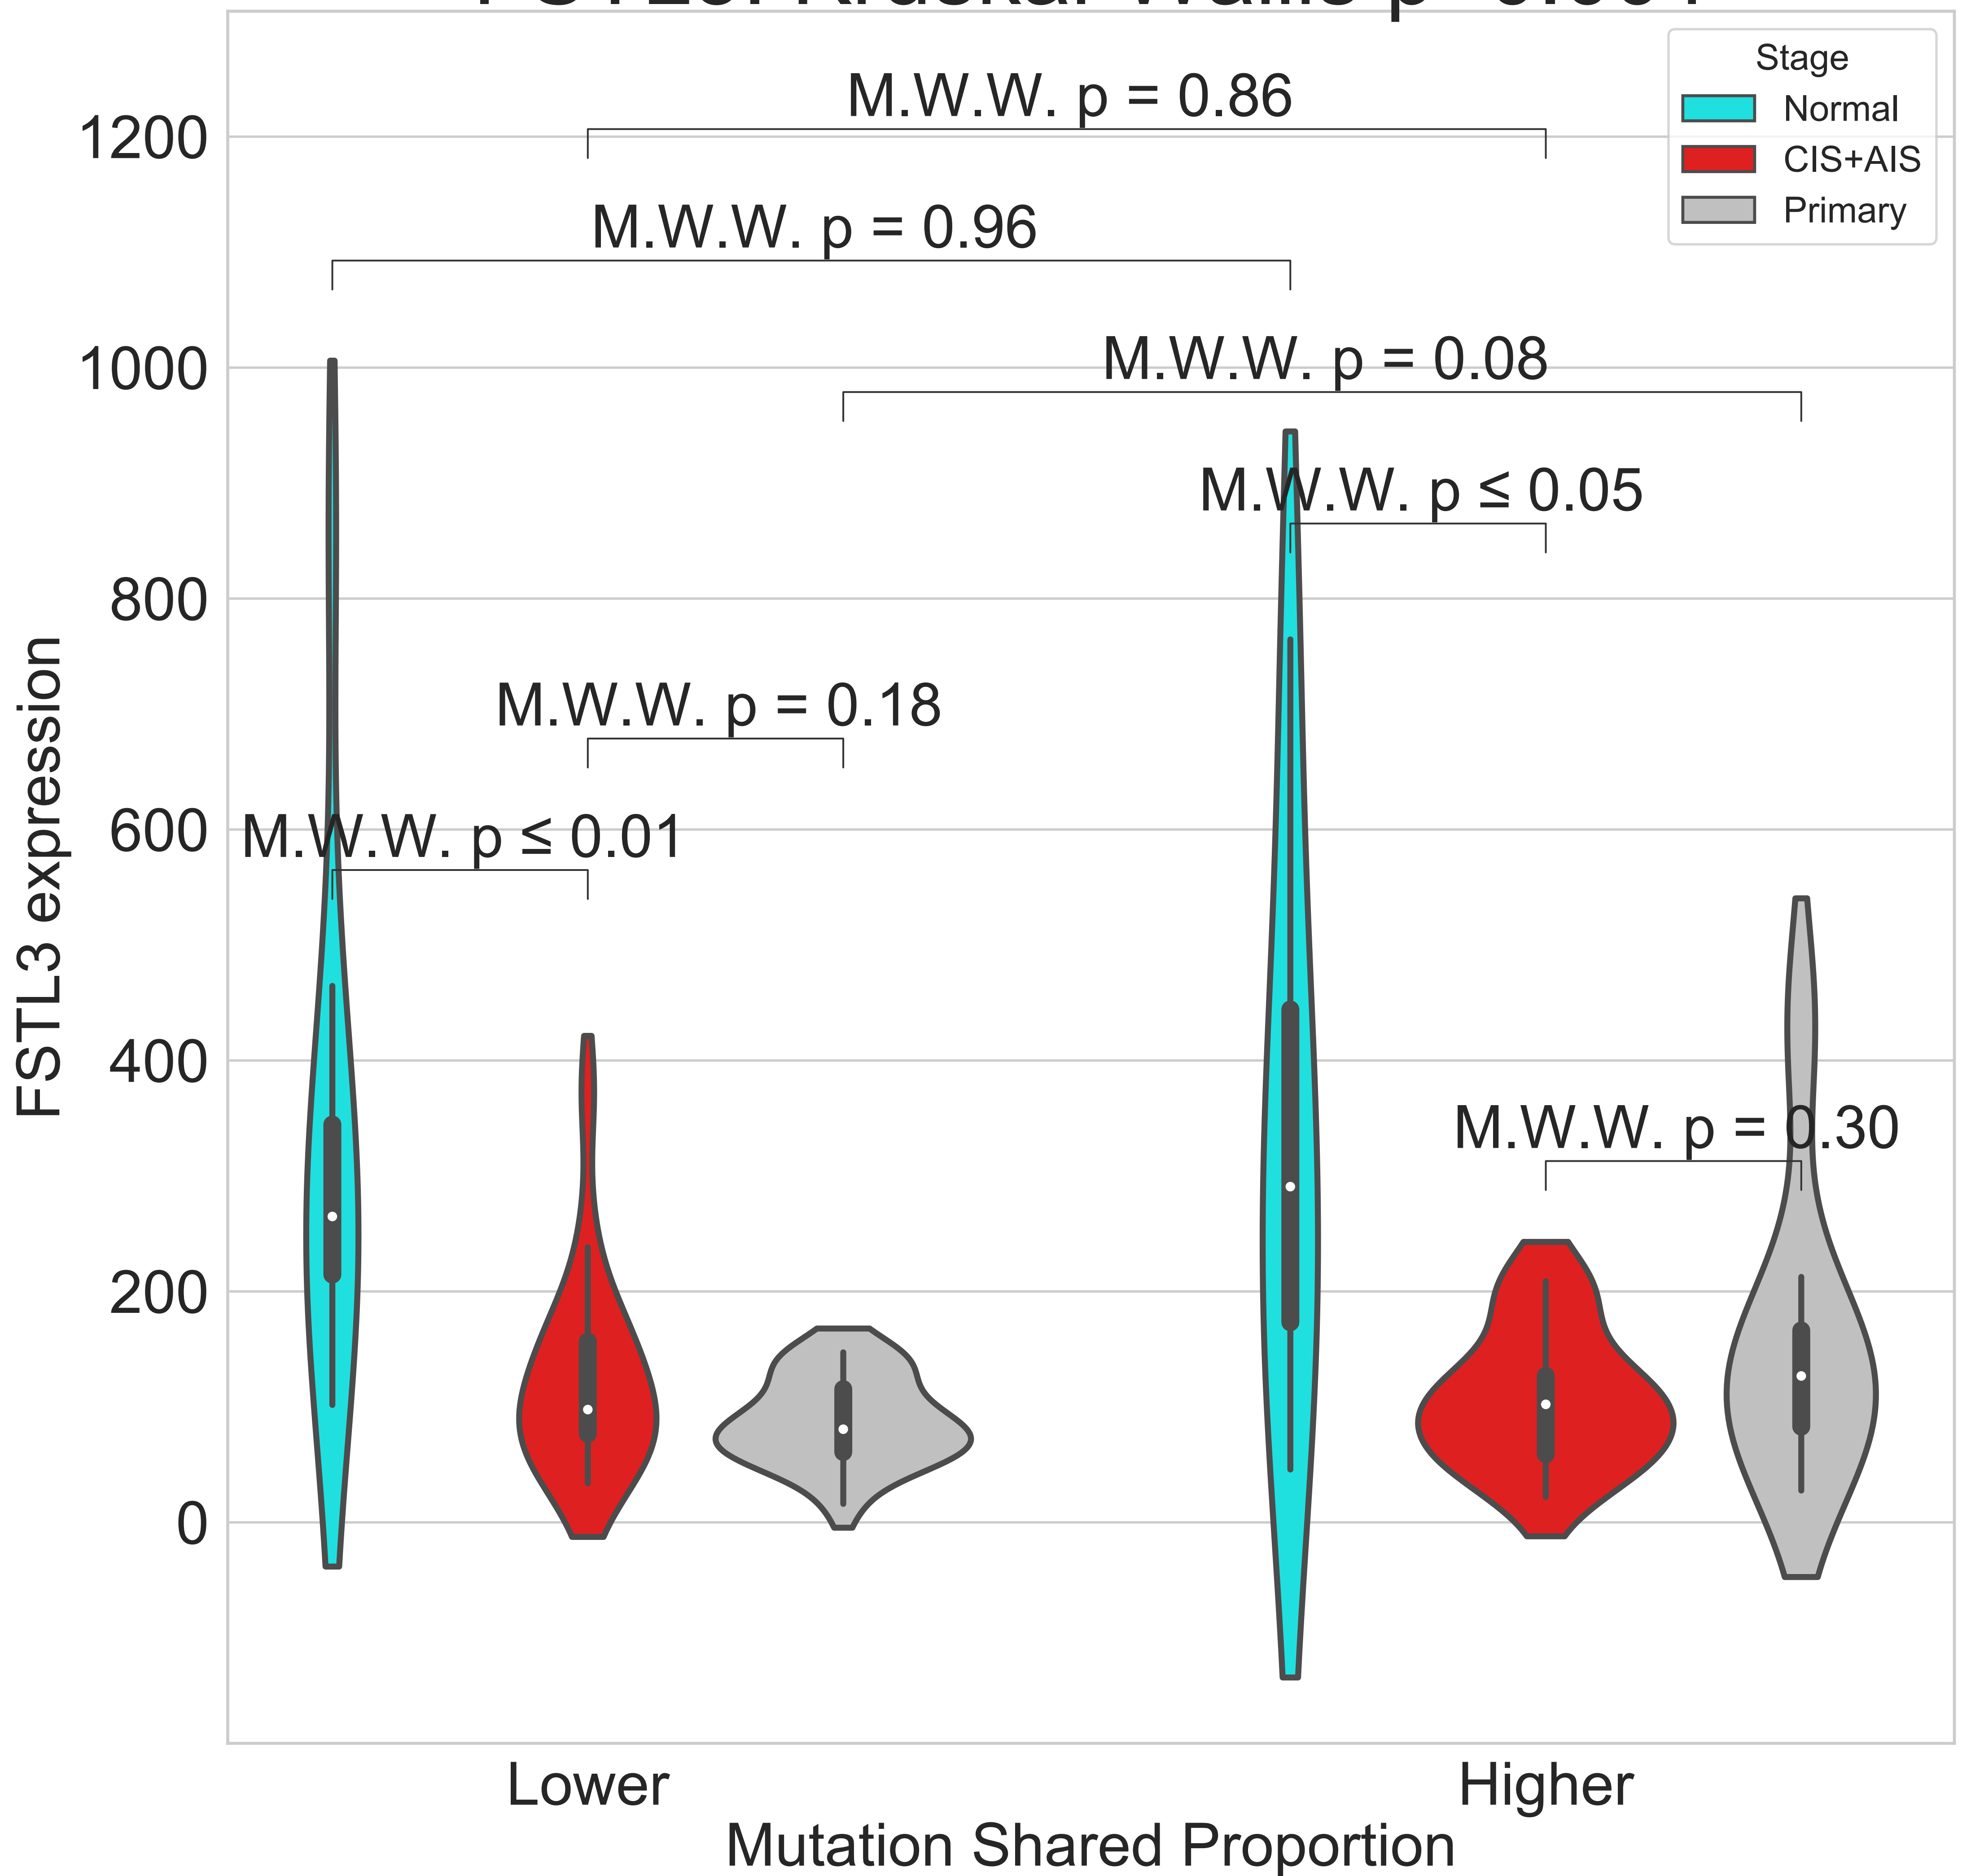 Stage
Normal
CIS+AIS
Primary
M.W.W. p = 0.86
M.W.W. p = 0.96
M.W.W. p = 0.08
M.W.W. p ≤ 0.05
M.W.W. p = 0.18
M.W.W. p ≤ 0.01
M.W.W. p = 0.30
1200
1000
800
600
400
200
0
FSTL3 expression
Lower
Higher
Mutation Shared Proportion